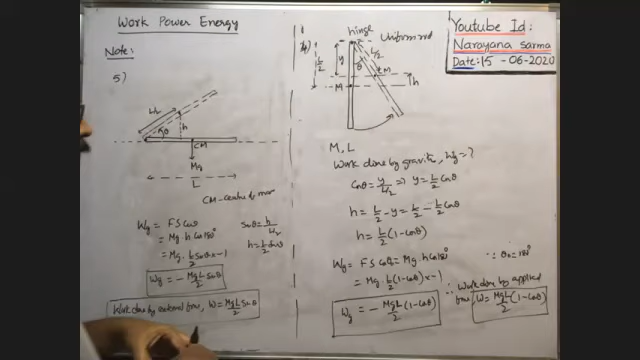 Work Power Energy
Note:
5)
L/2
h
θ
CM
Mg
L
CM-centre of mass
Wg = FS cosθ
= Mg.h cos180°
= Mg. L/2 sinθ x -1
Wg = - MgL/2 sinθ
sinθ = h/L/2
h = L/2 sinθ
Work done by external force, W = MgL/2 sinθ
hinge
Uniform rod
L/2
y
θ
L/2
M
M
h
M, L
Work done by gravity, Wg = ?
cosθ = y/L/2 => y = L/2 cosθ
h = L/2 - y = L/2 - L/2 cosθ
h = L/2 (1-cosθ)
Wg = FS cosθ = Mg.h cos180°
= Mg. L/2 (1-cosθ) x -1
Wg = - MgL/2 (1-cosθ)
∴ Work done by applied
force, W = MgL/2 (1-cosθ)
Youtube Id:
Narayana sarma
Date: 15 - 06-2020